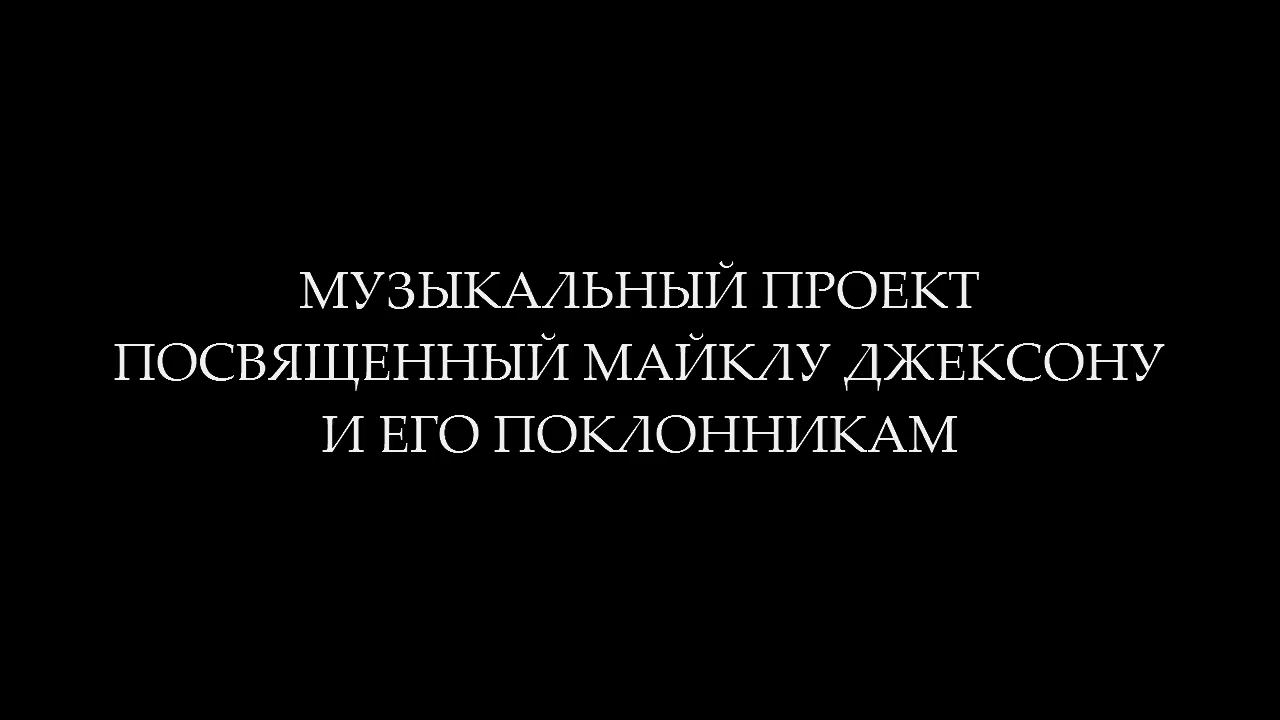 МУЗЫКАЛЬНЫЙ ПРОЕКТ
ПОСВЯЩЕННЫЙ МАЙКЛУ ДЖЕКСОНУ
И ЕГО ПОКЛОННИКАМ